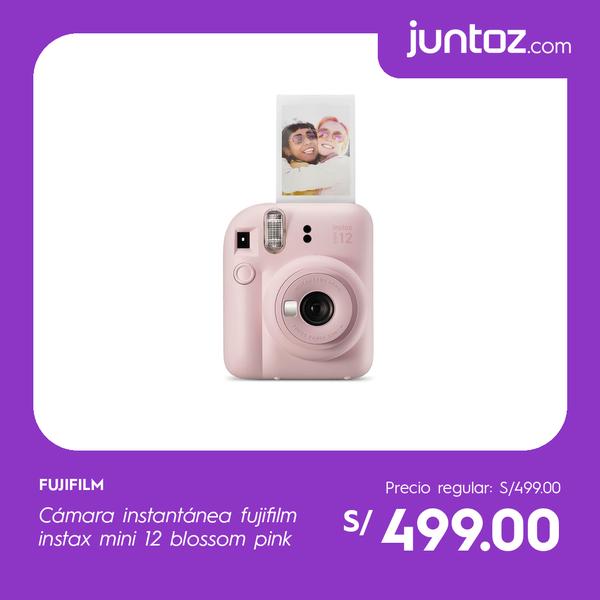 juntoz.com
instax
12
FUJIFILM
Cámara instantánea fujifilm
instax mini 12 blossom pink
Precio regular: S/499.00
S/ 499.00